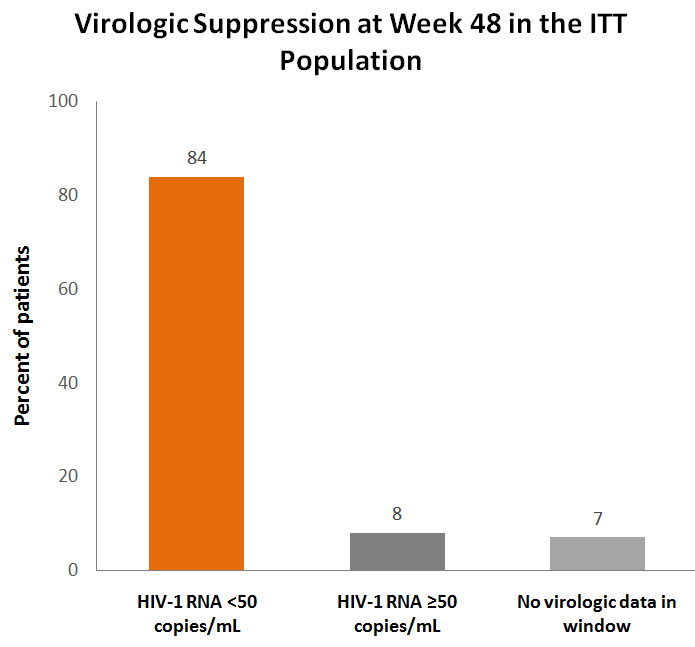 Virologic Suppression at Week 48 in the ITT
Population
Percent of patients
100
80
60
40
20
0
84
8
7
HIV-1 RNA <50
copies/mL
HIV-1 RNA ≥50
copies/mL
No virologic data in
window